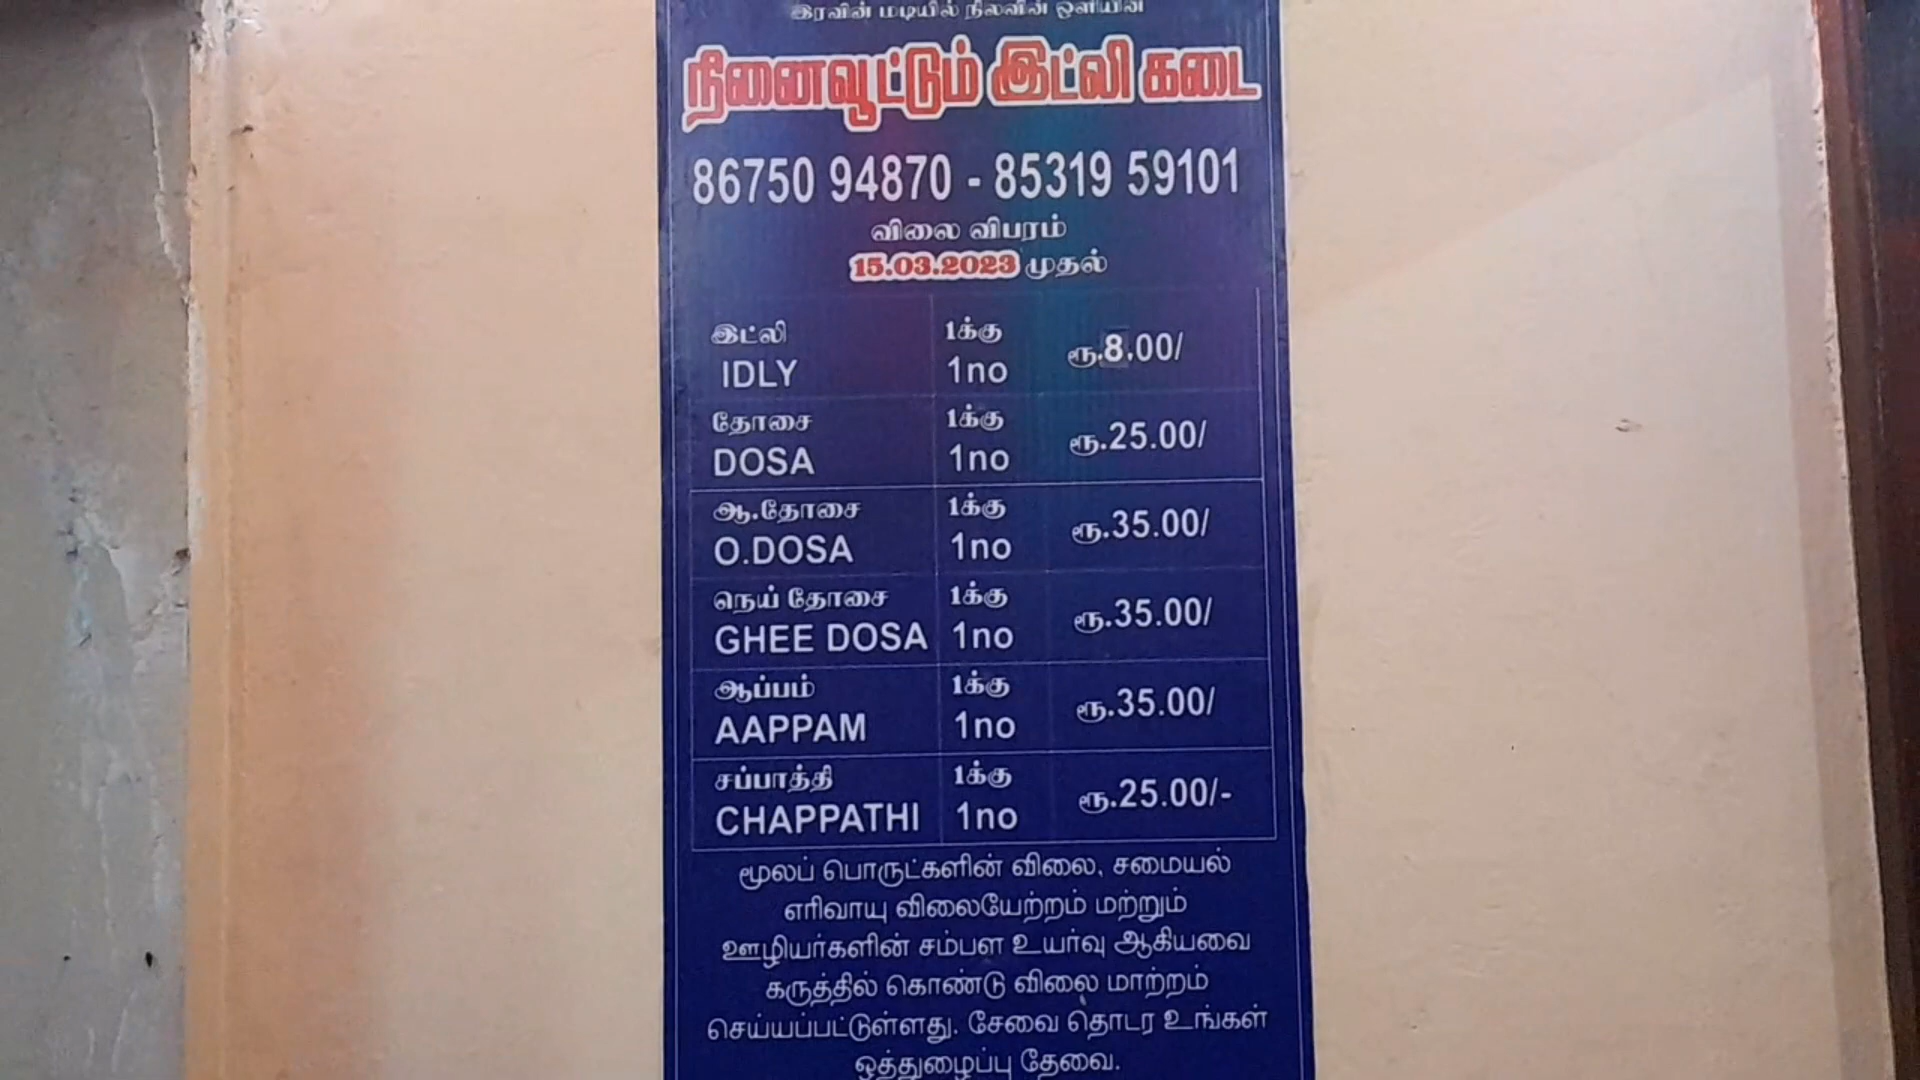 இரவின் மடியில் நிலவின் ஒளியில்
நினைவூட்டும் இட்லி கடை
86750 94870 - 85319 59101
விலை விபரம்
15.03.2023 முதல்
இட்லி 1க்கு ரூ.8.00/
IDLY 1no
தோசை 1க்கு ரூ.25.00/
DOSA 1no
ஆ.தோசை 1க்கு ரூ.35.00/
O.DOSA 1no
நெய் தோசை 1க்கு ரூ.35.00/
GHEE DOSA 1no
ஆப்பம் 1க்கு ரூ.35.00/
AAPPAM 1no
சப்பாத்தி 1க்கு ரூ.25.00/-
CHAPPATHI 1no
மூலப் பொருட்களின் விலை, சமையல்
எரிவாயு விலையேற்றம் மற்றும்
ஊழியர்களின் சம்பள உயர்வு ஆகியவை
கருத்தில் கொண்டு விலை மாற்றம்
செய்யப்பட்டுள்ளது. சேவை தொடர உங்கள்
ஒத்துழைப்பு தேவை.